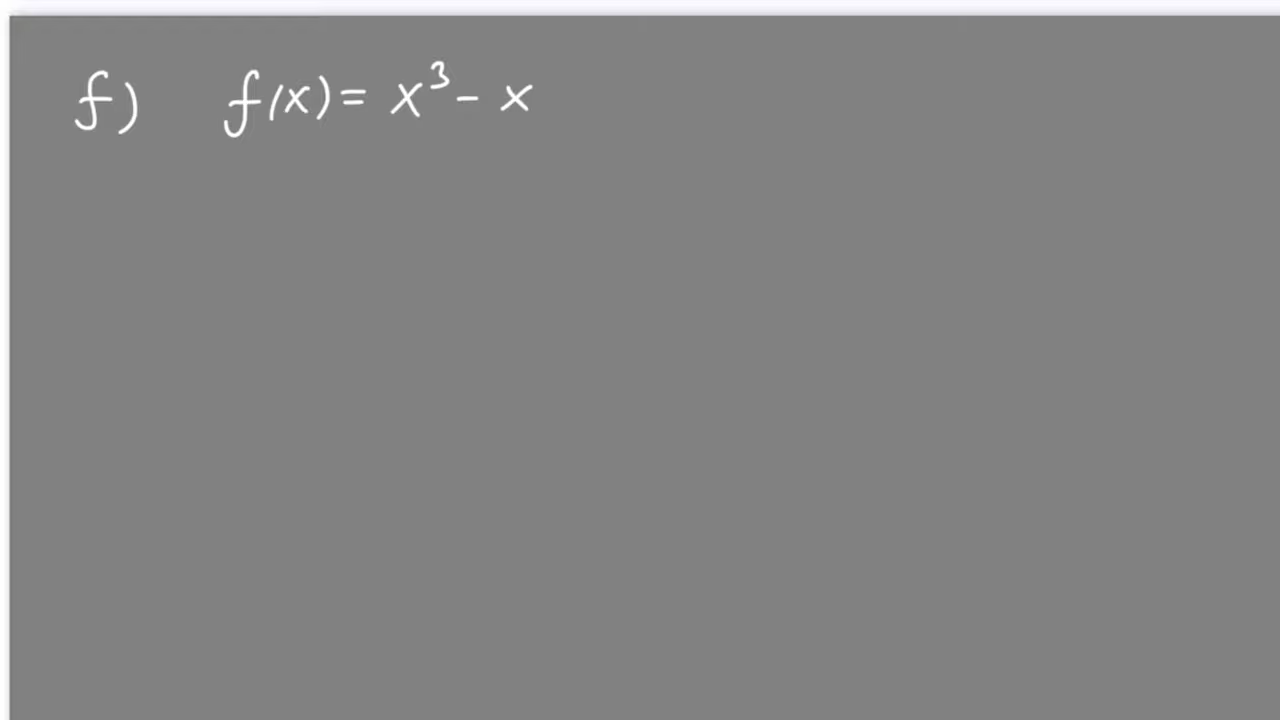 f) f(x) = x³ - x